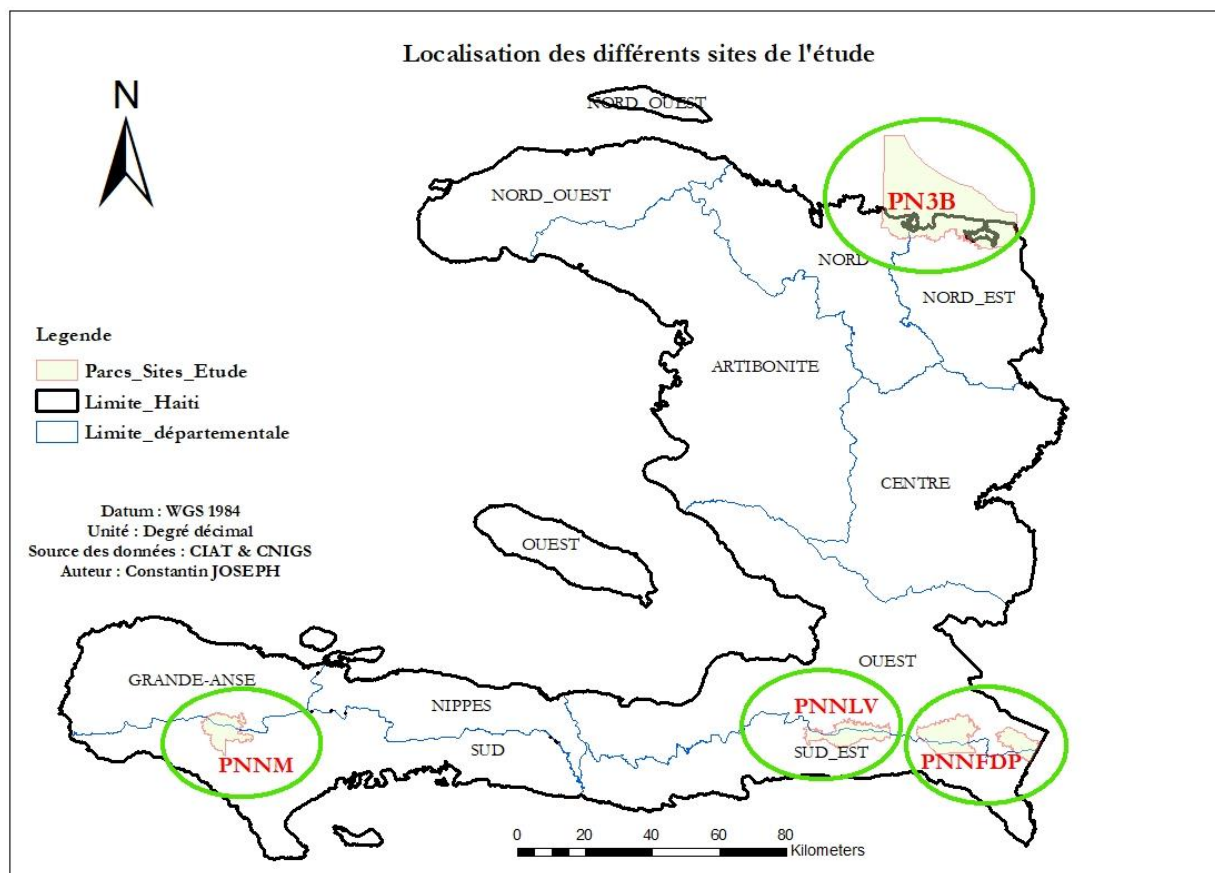 Localisation des différents sites de l'étude
N
NORD_OUEST
NORD_OUEST
PN3B
NORD
NORD_EST
Legende
Parcs_Sites_Etude
Limite_Haiti
Limite_départementale
ARTIBONITE
CENTRE
Datum : WGS 1984
Unité : Degré décimal
Source des données : CIAT & CNIGS
Auteur : Constantin JOSEPH
OUEST
OUEST
GRANDE-ANSE
NIPPES
PNNLV
SUD
SUD_EST
PNNM
PNNFDP
0 10 20 40 60 80
Kilometers